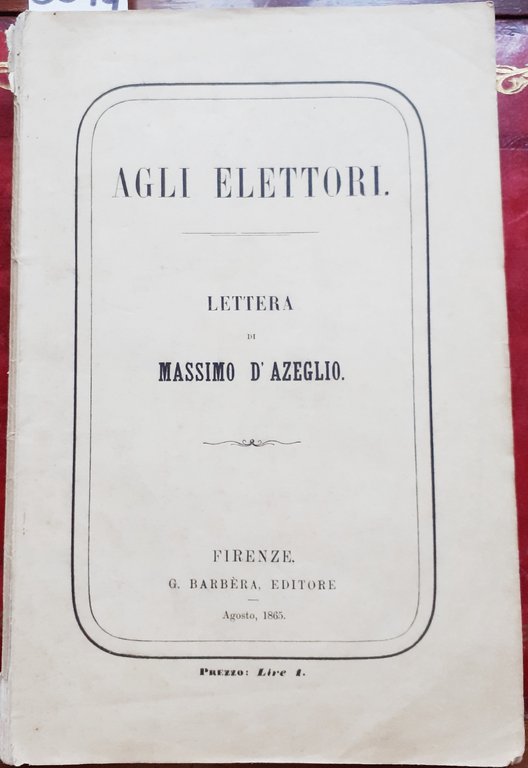 AGLI ELETTORI.
LETTERA
DI
MASSIMO D'AZEGLIO.
FIRENZE.
G. BARBÈRA, EDITORE
Agosto, 1865.
PREZZO: Lire 1.